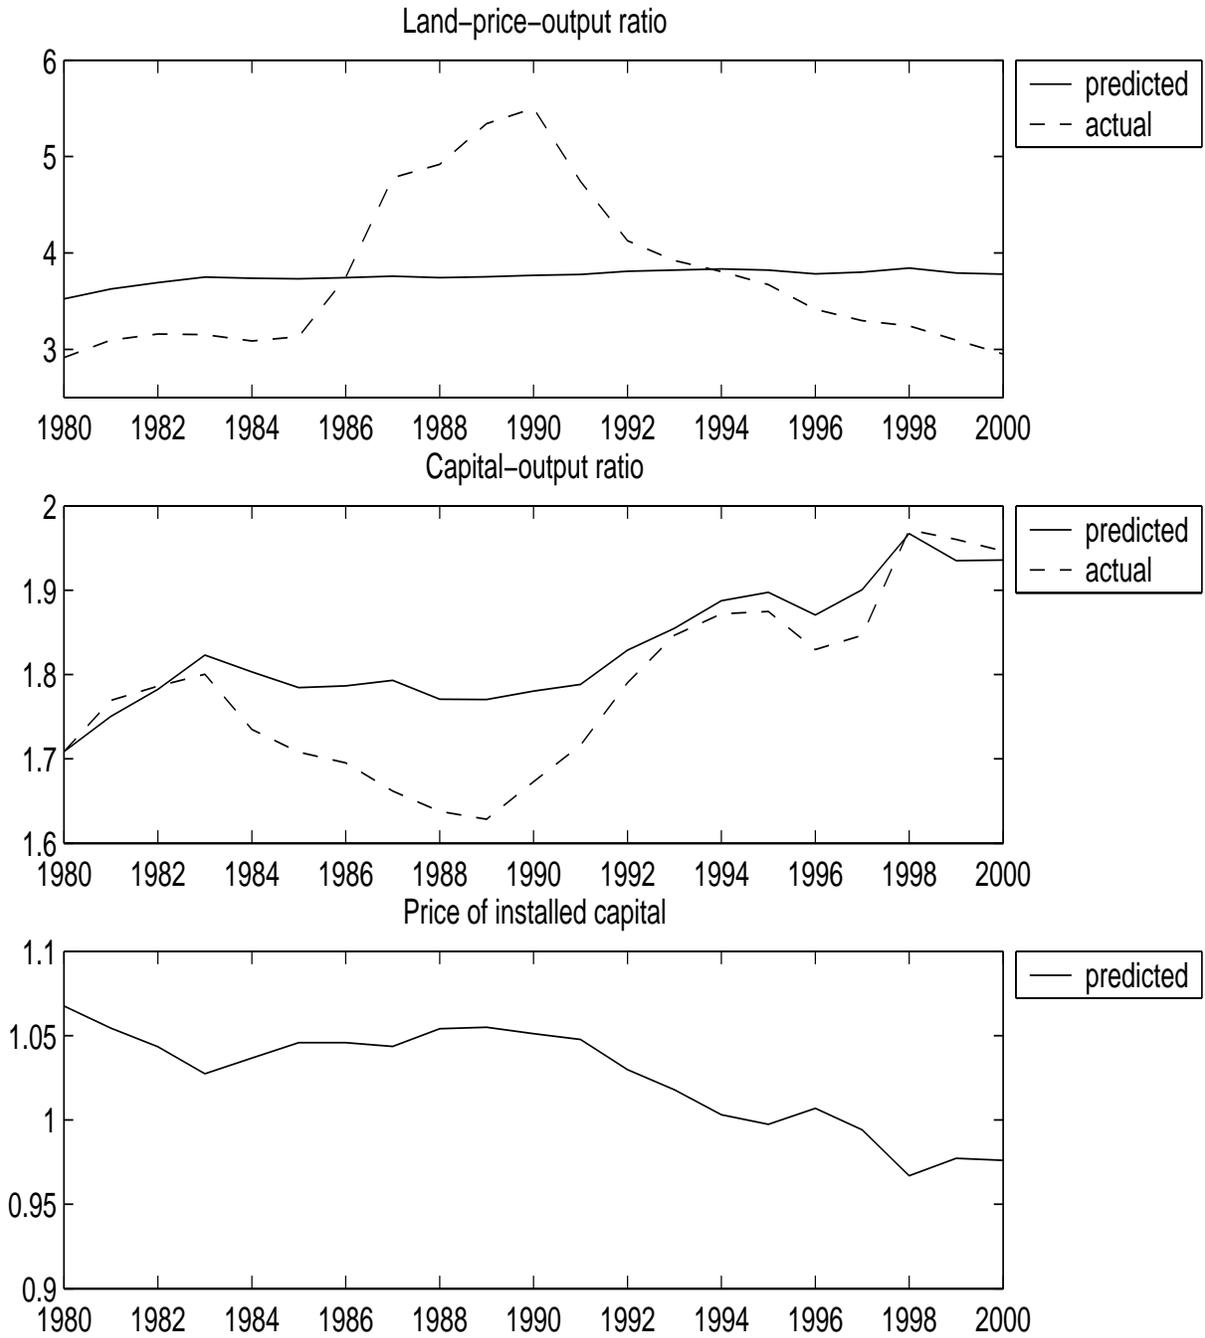 Land–price–output ratio
6
5
4
3
1980 1982 1984 1986 1988 1990 1992 1994 1996 1998 2000
predicted
actual
Capital–output ratio
2
1.9
1.8
1.7
1.6
1980 1982 1984 1986 1988 1990 1992 1994 1996 1998 2000
predicted
actual
Price of installed capital
1.1
1.05
1
0.95
0.9
1980 1982 1984 1986 1988 1990 1992 1994 1996 1998 2000
predicted